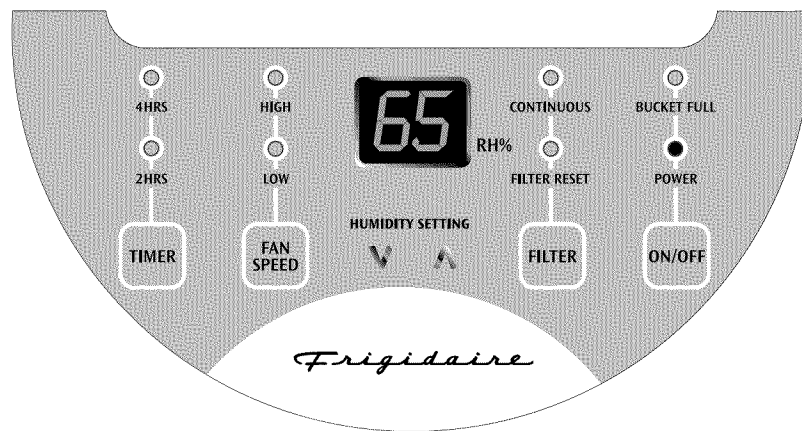 4HRS
HIGH
65
RH%
CONTINUOUS
BUCKET FULL
2HRS
LOW
FILTER RESET
POWER
HUMIDITY SETTING
TIMER
FAN
SPEED
FILTER
ON/OFF
Frigidaire